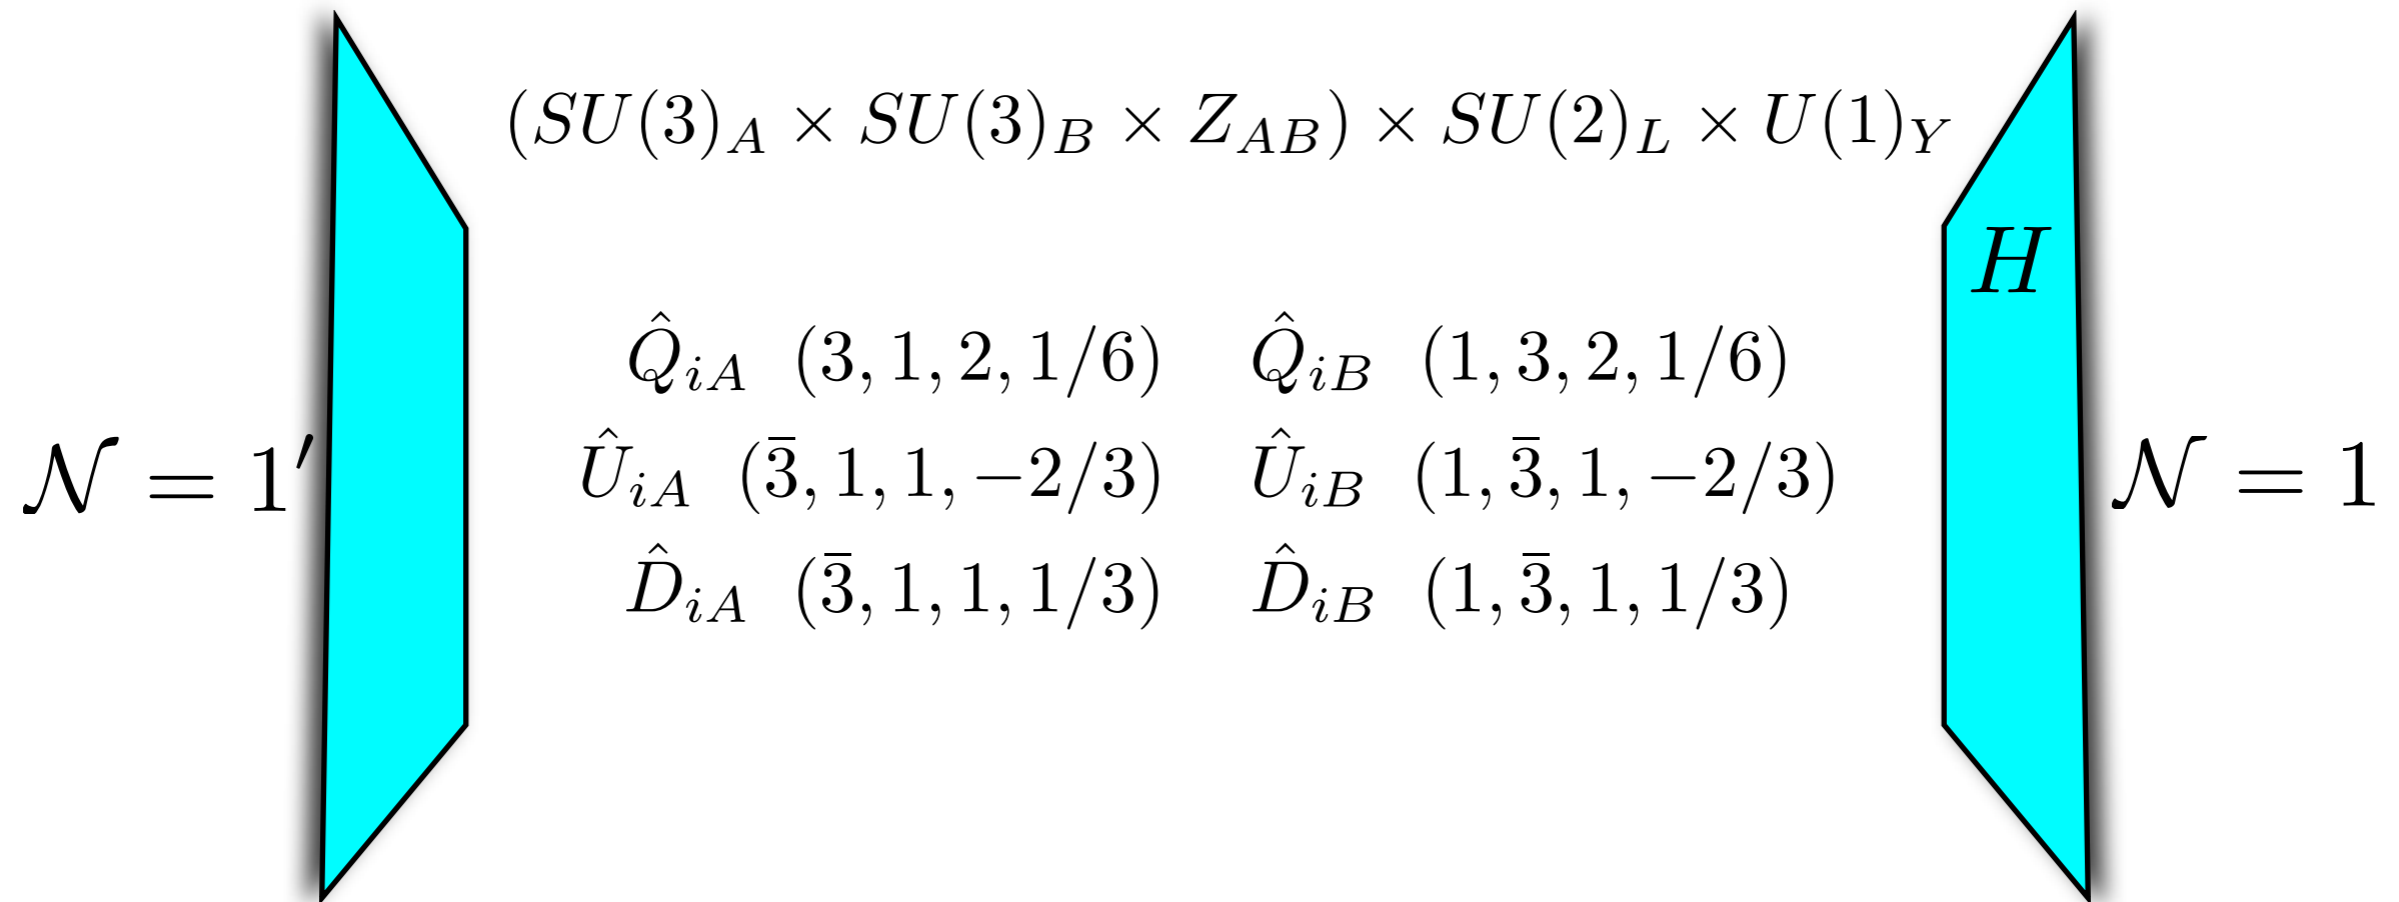 (SU(3)_A × SU(3)_B × Z_{AB}) × SU(2)_L × U(1)_Y
H
Q̂_{iA} (3, 1, 2, 1/6) Q̂_{iB} (1, 3, 2, 1/6)
𝒩 = 1′ Û_{iA} (3̅, 1, 1, −2/3) Û_{iB} (1, 3̅, 1, −2/3) 𝒩 = 1
D̂_{iA} (3̅, 1, 1, 1/3) D̂_{iB} (1, 3̅, 1, 1/3)